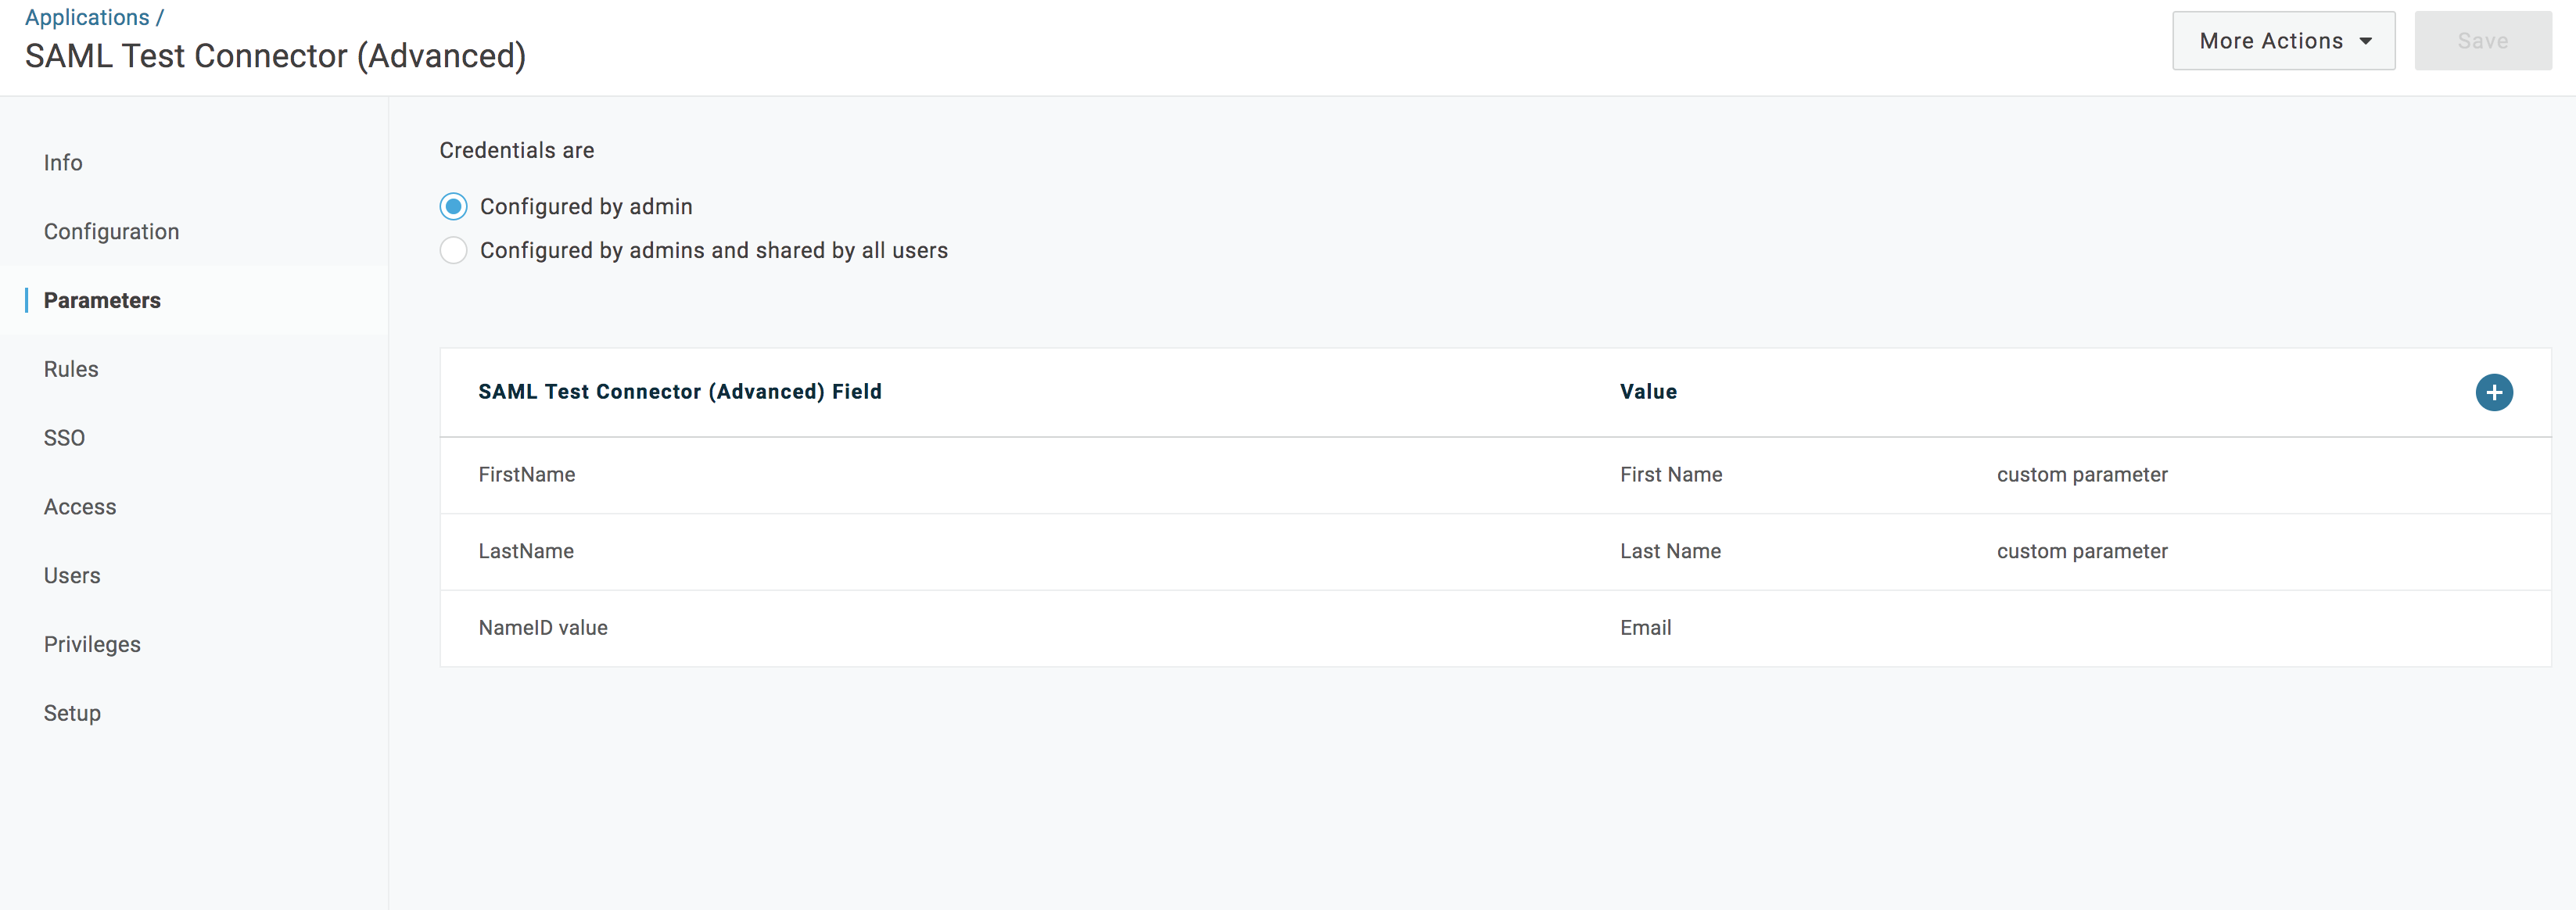 Applications /
SAML Test Connector (Advanced)
More Actions
Save
Info
Configuration
Parameters
Rules
SSO
Access
Users
Privileges
Setup
Credentials are
Configured by admin
Configured by admins and shared by all users
SAML Test Connector (Advanced) Field Value
FirstName First Name custom parameter
LastName Last Name custom parameter
NameID value Email